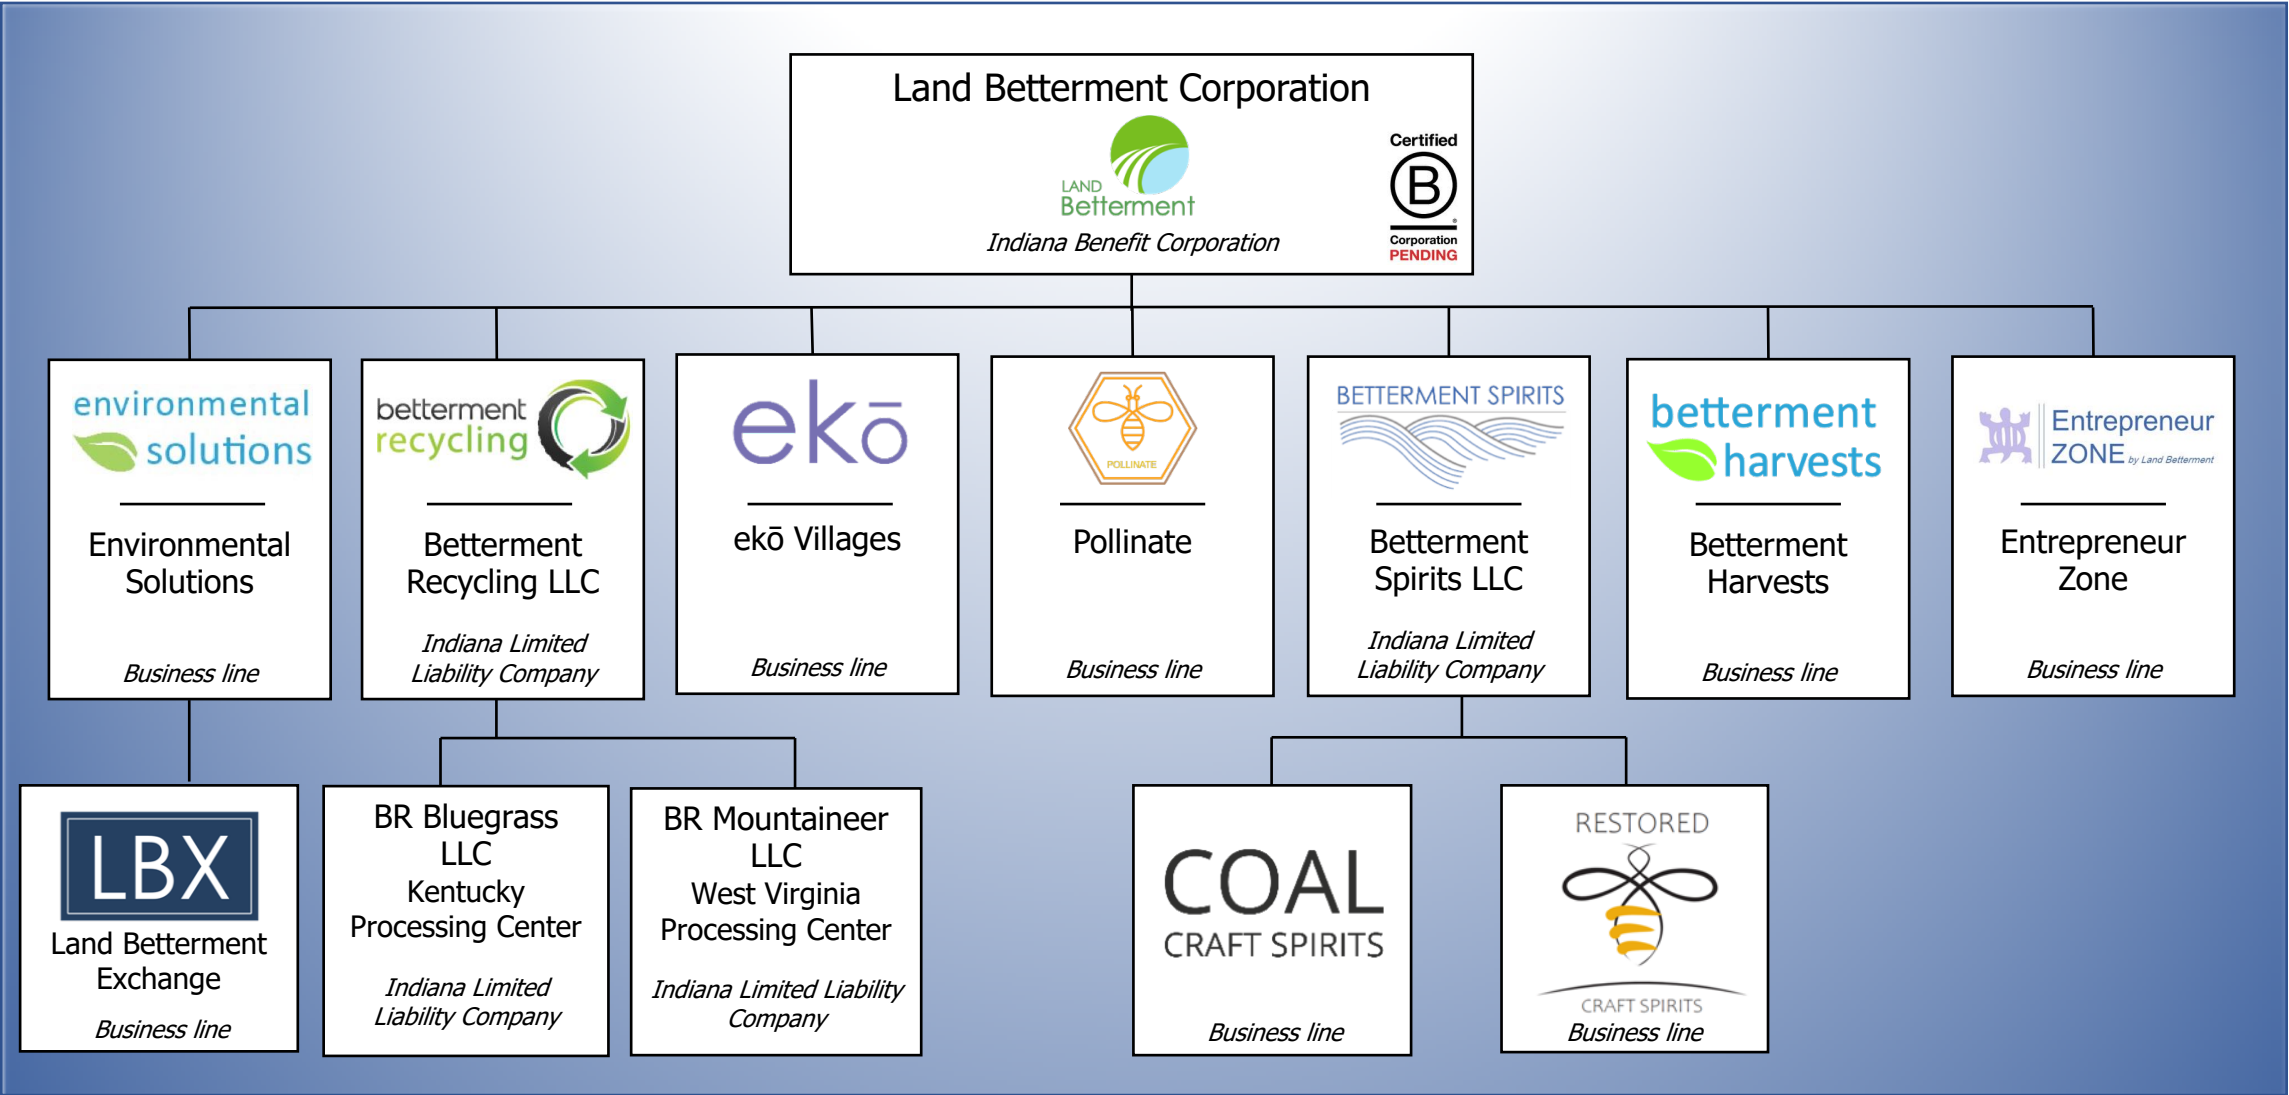 Land Betterment Corporation
LAND
Betterment
Indiana Benefit Corporation
Certified
B
®
Corporation
PENDING
environmental
solutions
Environmental
Solutions
Business line
betterment
recycling
Betterment
Recycling LLC
Indiana Limited
Liability Company
ekō
ekō Villages
Business line
POLLINATE
Pollinate
Business line
BETTERMENT SPIRITS
Betterment
Spirits LLC
Indiana Limited
Liability Company
betterment
harvests
Betterment
Harvests
Business line
Entrepreneur
ZONE by Land Betterment
Entrepreneur
Zone
Business line
LBX
Land Betterment
Exchange
Business line
BR Bluegrass
LLC
Kentucky
Processing Center
Indiana Limited
Liability Company
BR Mountaineer
LLC
West Virginia
Processing Center
Indiana Limited Liability
Company
COAL
CRAFT SPIRITS
Business line
RESTORED
CRAFT SPIRITS
Business line